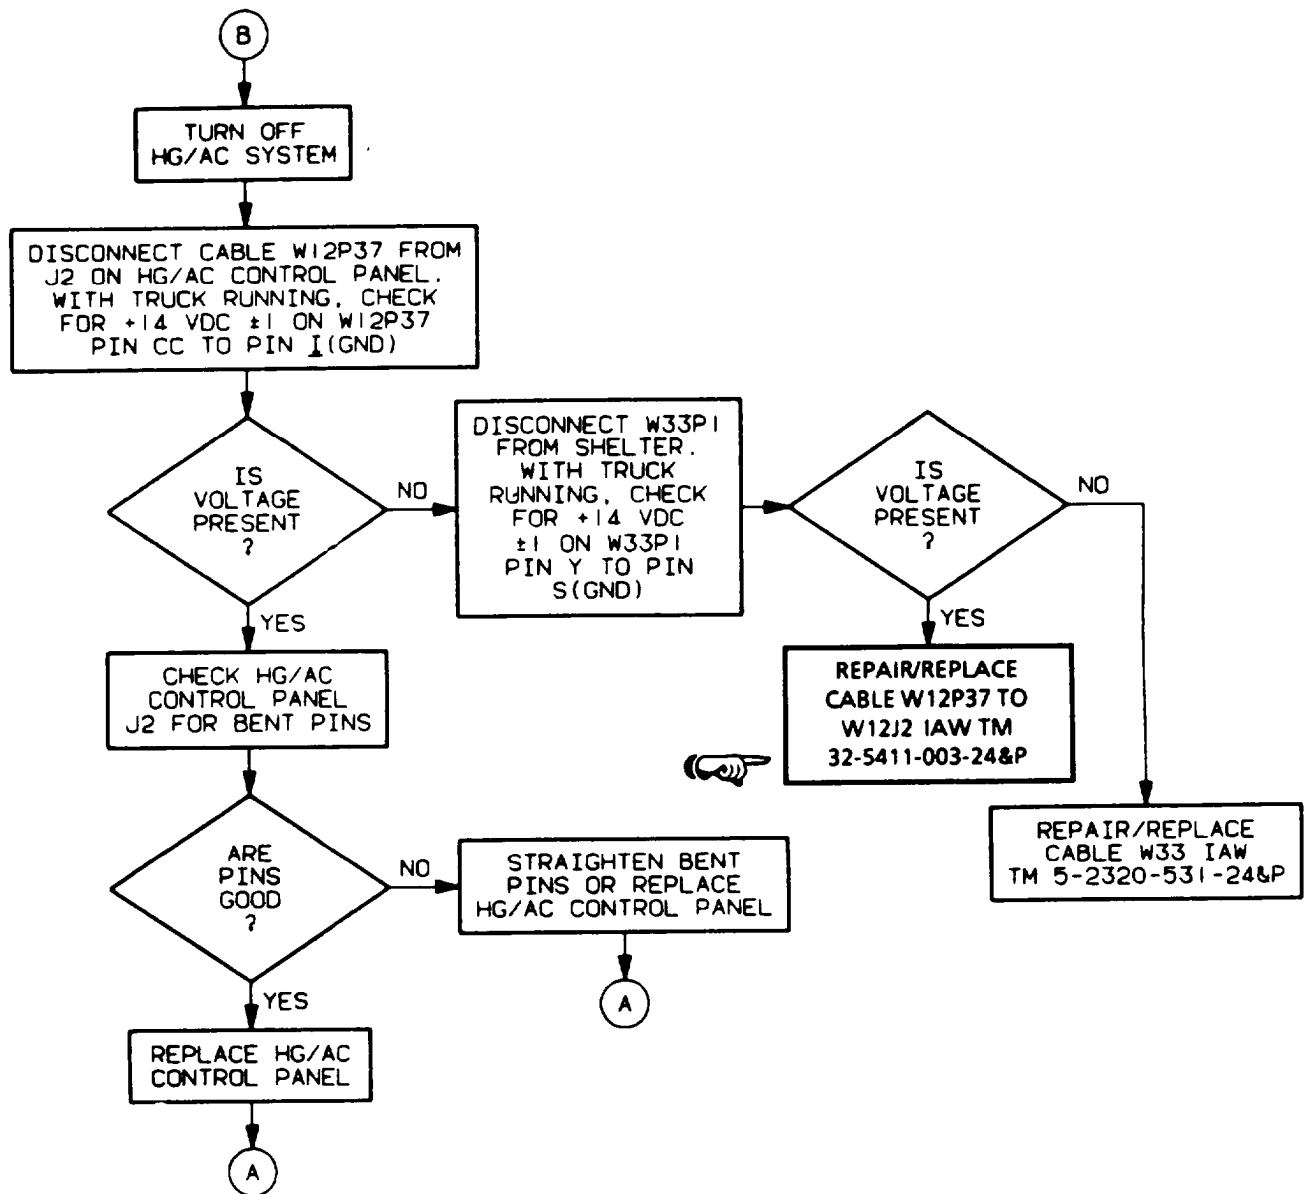 B
TURN OFF
HG/AC SYSTEM
DISCONNECT CABLE W12P37 FROM
J2 ON HG/AC CONTROL PANEL.
WITH TRUCK RUNNING, CHECK
FOR +14 VDC ±1 ON W12P37
PIN CC TO PIN I(GND)
IS
VOLTAGE
PRESENT
?
NO
DISCONNECT W33P1
FROM SHELTER.
WITH TRUCK
RUNNING, CHECK
FOR +14 VDC
±1 ON W33P1
PIN Y TO PIN
S(GND)
IS
VOLTAGE
PRESENT
?
NO
YES
YES
CHECK HG/AC
CONTROL PANEL
J2 FOR BENT PINS
REPAIR/REPLACE
CABLE W12P37 TO
W12J2 IAW TM
32-5411-003-24&P
REPAIR/REPLACE
CABLE W33 IAW
TM 5-2320-531-24&P
ARE
PINS
GOOD
?
NO
STRAIGHTEN BENT
PINS OR REPLACE
HG/AC CONTROL PANEL
A
YES
REPLACE HG/AC
CONTROL PANEL
A